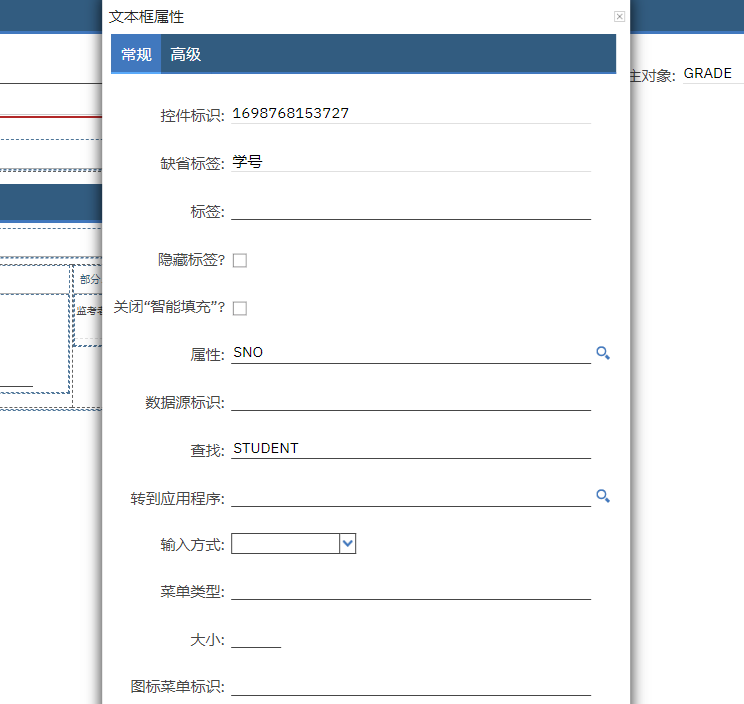 文本框属性
常规 高级
主对象: GRADE
控件标识: 1698768153727
缺省标签: 学号
标签:
隐藏标签?
部分
关闭“智能填充”?
监考
属性: SNO
数据源标识:
查找: STUDENT
转到应用程序:
输入方式:
菜单类型:
大小:
图标菜单标识: